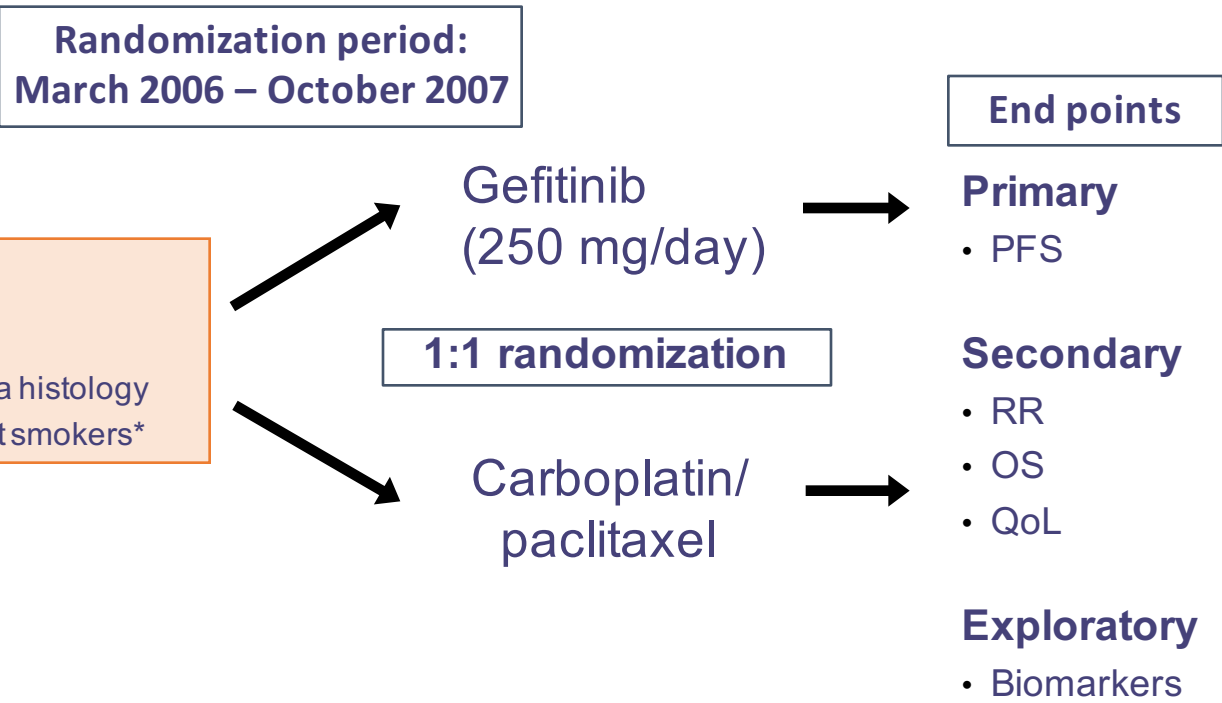 Randomization period:
March 2006 – October 2007
End points
Gefitinib
(250 mg/day)
Primary
• PFS
histology
smokers*
1:1 randomization
Secondary
• RR
• OS
• QoL
Carboplatin/
paclitaxel
Exploratory
• Biomarkers